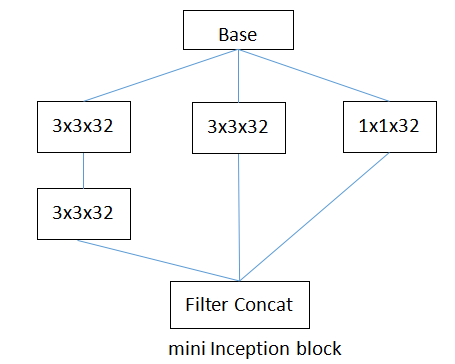 Base
3x3x32
3x3x32
1x1x32
3x3x32
Filter Concat
mini Inception block